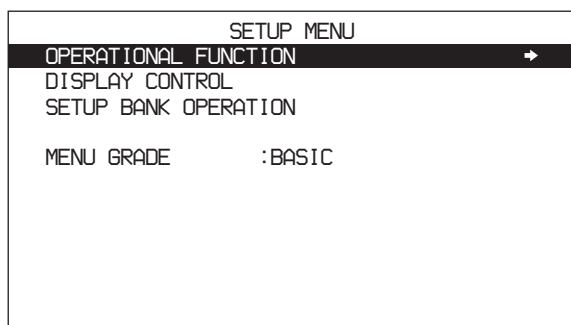 SETUP MENU
OPERATIONAL FUNCTION →
DISPLAY CONTROL
SETUP BANK OPERATION
MENU GRADE :BASIC